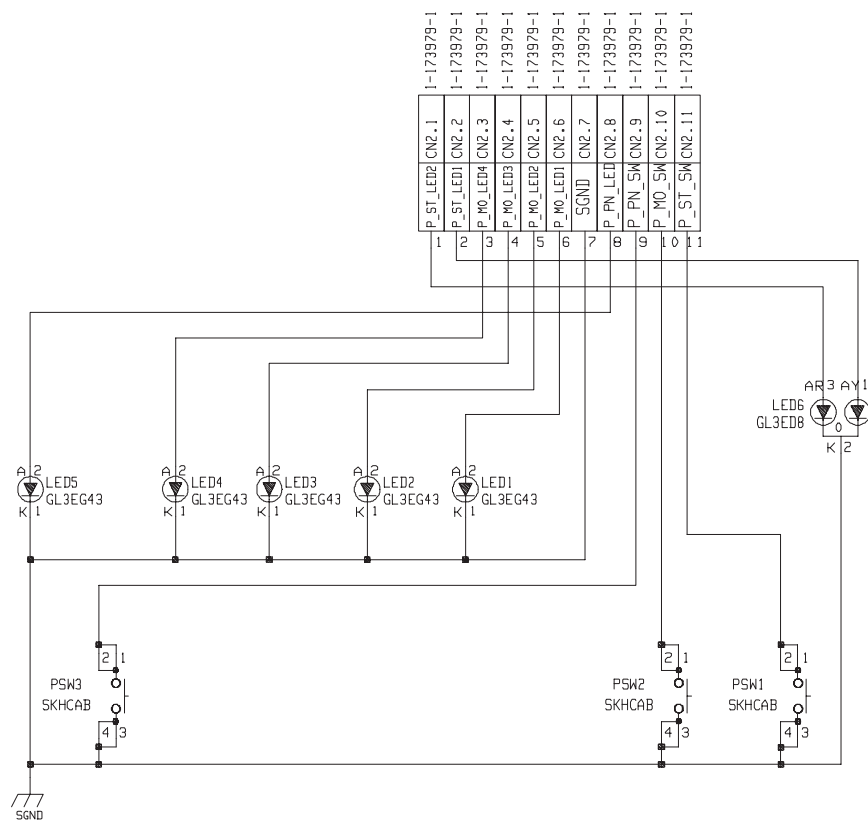 1-173979-1
1-173979-1
1-173979-1
1-173979-1
1-173979-1
1-173979-1
1-173979-1
1-173979-1
1-173979-1
1-173979-1
1-173979-1
CN2.1
CN2.2
CN2.3
CN2.4
CN2.5
CN2.6
CN2.7
CN2.8
CN2.9
CN2.10
CN2.11
P_ST_LED2
P_ST_LED1
P_MO_LED4
P_MO_LED3
P_MO_LED2
P_MO_LED1
SGND
P_PN_LED
P_PN_SW
P_MO_SW
P_ST_SW
1 2 3 4 5 6 7 8 9 10 11
AR 3 AY 1
LED6
GL3ED8
0
K 2
A 2
LED5
GL3EG43
K 1
A 2
LED4
GL3EG43
K 1
A 2
LED3
GL3EG43
K 1
A 2
LED2
GL3EG43
K 1
A 2
LED1
GL3EG43
K 1
2 1
PSW3
SKHCAB
4 3
2 1
PSW2
SKHCAB
4 3
2 1
PSW1
SKHCAB
4 3
SGND